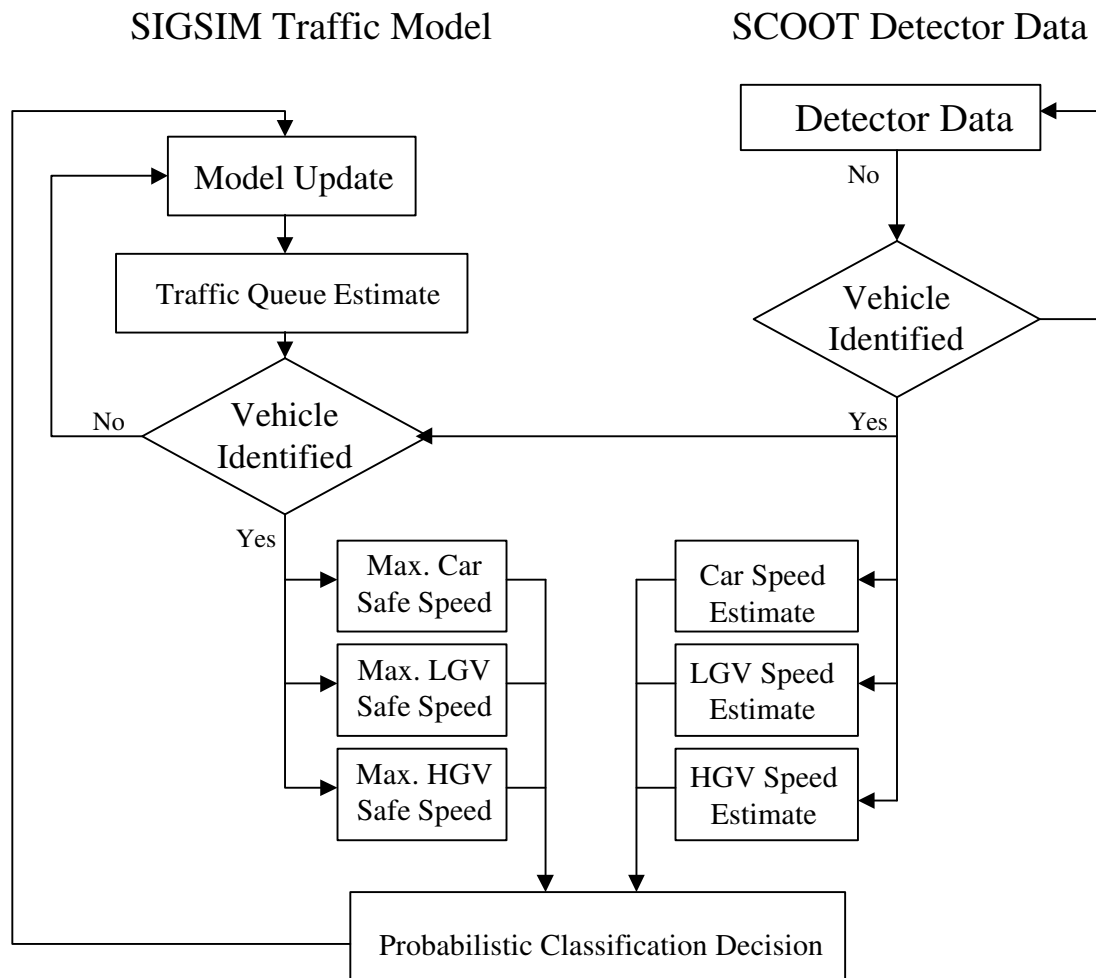 SIGSIM Traffic Model
SCOOT Detector Data
Detector Data
Model Update
No
Traffic Queue Estimate
Vehicle
Identified
Vehicle
Identified
No
Yes
Yes
Max. Car
Safe Speed
Car Speed
Estimate
Max. LGV
Safe Speed
LGV Speed
Estimate
Max. HGV
Safe Speed
HGV Speed
Estimate
Probabilistic Classification Decision